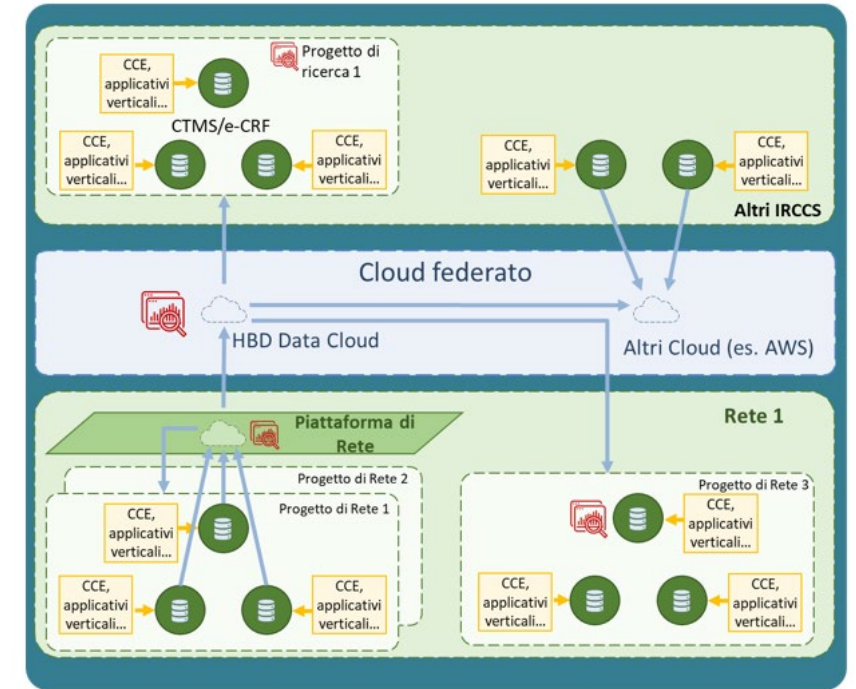 Progetto di
ricerca 1
CCE,
applicativi
verticali...
CTMS/e-CRF
CCE,
applicativi
verticali...
CCE,
applicativi
verticali...
CCE,
applicativi
verticali...
CCE,
applicativi
verticali...
Altri IRCCS
Cloud federato
HBD Data Cloud
Altri Cloud (es. AWS)
Piattaforma di
Rete
Rete 1
Progetto di Rete 2
Progetto di Rete 1
CCE,
applicativi
verticali...
CCE,
applicativi
verticali...
CCE,
applicativi
verticali...
Progetto di Rete 3
CCE,
applicativi
verticali...
CCE,
applicativi
verticali...
CCE,
applicativi
verticali...